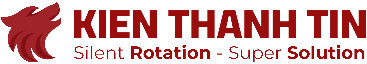 KIEN THANH TIN
Silent Rotation - Super Solution